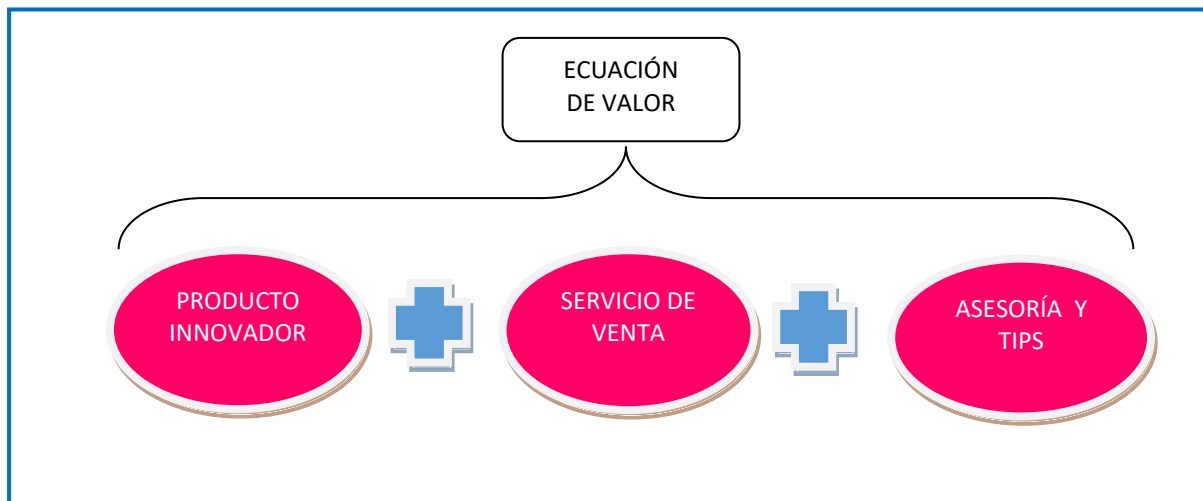 ECUACIÓN
DE VALOR
PRODUCTO
INNOVADOR
SERVICIO DE
VENTA
ASESORÍA Y
TIPS